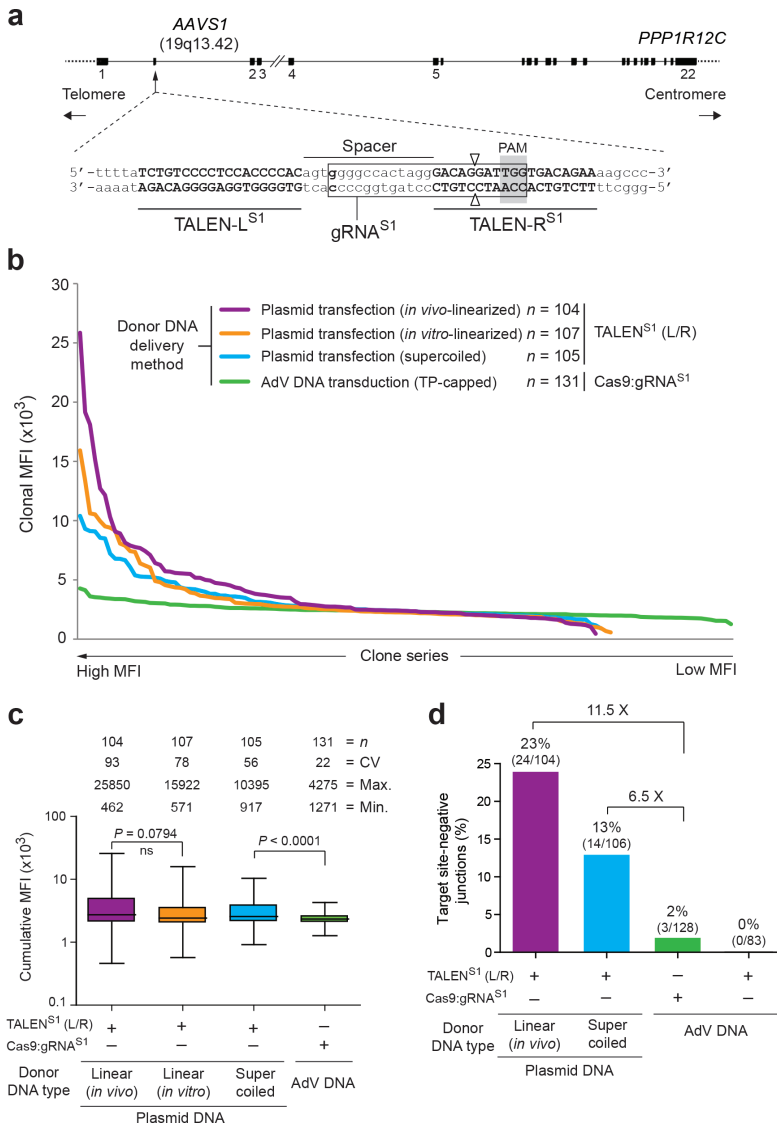 a
AAVS1
(19q13.42)
PPP1R12C
1 2 3 4 5 22
Telomere
Centromere
Spacer
PAM
5′-ttttaTCTGTCCCCTCCACCCCACagtggggccactagggGACAGGATTGGTGACAGAAaagccc-3′
3′-aaaatAGACAGGGGAGGTGGGGTGtcaccccggtgatcccCTGTCCTAACCACTGTCTTttcggg-5′
TALEN-L^S1
gRNA^S1
TALEN-R^S1
b
30
25
20
15
10
5
0
Clonal MFI (x10³)
Donor DNA
delivery
method
Plasmid transfection (in vivo-linearized) n = 104
Plasmid transfection (in vitro-linearized) n = 107
Plasmid transfection (supercoiled) n = 105
AdV DNA transduction (TP-capped) n = 131
TALEN^S1 (L/R)
Cas9:gRNA^S1
Clone series
High MFI
Low MFI
c
104 107 105 131 = n
93 78 56 22 = CV
25850 15922 10395 4275 = Max.
462 571 917 1271 = Min.
100
10
1
0.1
Cumulative MFI (x10³)
P = 0.0794
ns
P < 0.0001
TALEN^S1 (L/R) + + + –
Cas9:gRNA^S1 – – – +
Donor
DNA type
Linear
(in vivo)
Linear
(in vitro)
Super
coiled
AdV DNA
Plasmid DNA
d
11.5 X
6.5 X
25
20
15
10
5
0
Target site-negative
junctions (%)
23%
(24/104)
13%
(14/106)
2%
(3/128)
0%
(0/83)
TALEN^S1 (L/R) + + – +
Cas9:gRNA^S1 – – + –
Donor
DNA type
Linear
(in vivo)
Super
coiled
AdV DNA
Plasmid DNA